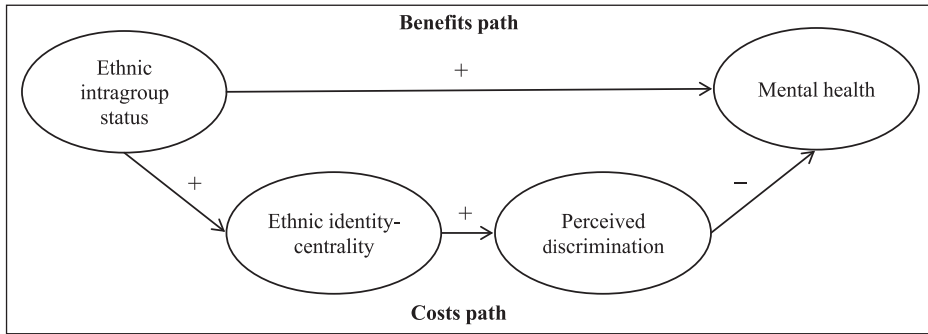 Benefits path
Ethnic
intragroup
status
+
Mental health
+
Ethnic identity-
centrality
+
Perceived
discrimination
−
Costs path